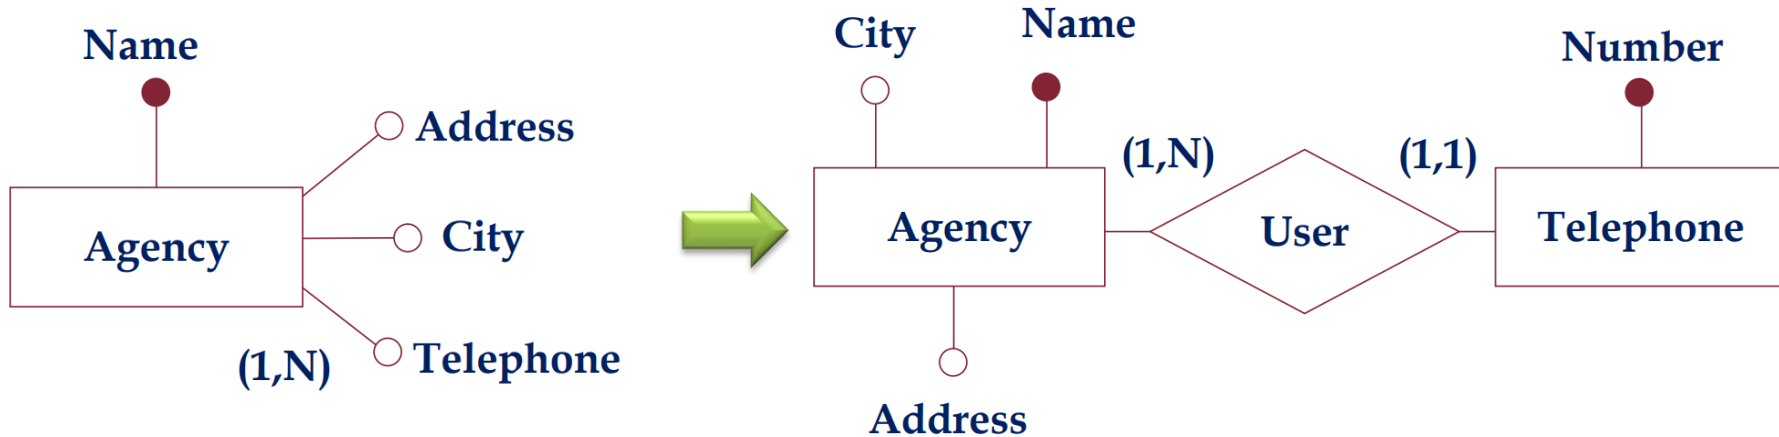 Name
Address
Agency
City
(1,N)
Telephone
City
Name
Number
(1,N)
(1,1)
Agency
User
Telephone
Address